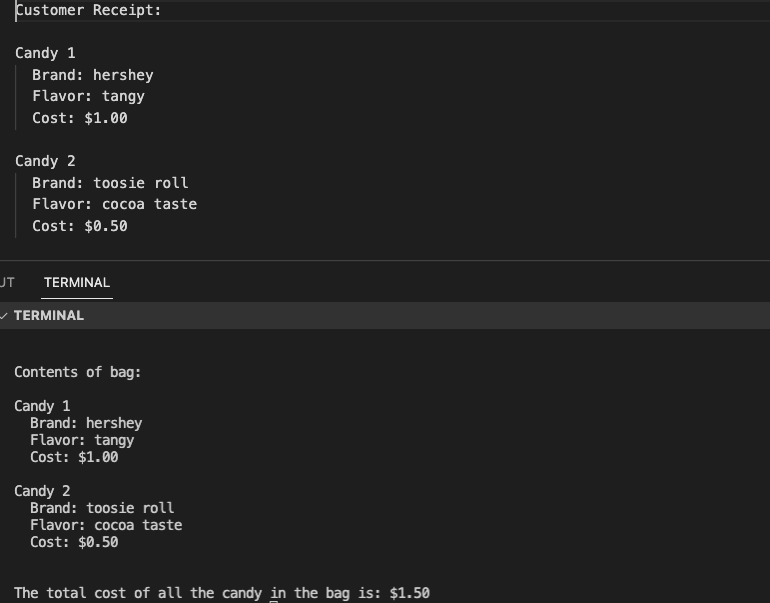 Customer Receipt:
Candy 1
Brand: hershey
Flavor: tangy
Cost: $1.00
Candy 2
Brand: toosie roll
Flavor: cocoa taste
Cost: $0.50
UT TERMINAL
TERMINAL
Contents of bag:
Candy 1
Brand: hershey
Flavor: tangy
Cost: $1.00
Candy 2
Brand: toosie roll
Flavor: cocoa taste
Cost: $0.50
The total cost of all the candy in the bag is: $1.50